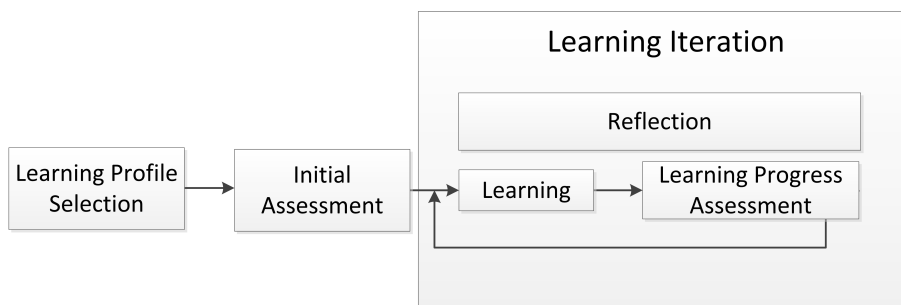 Learning Iteration
Reflection
Learning Profile
Selection
Initial
Assessment
Learning
Learning Progress
Assessment